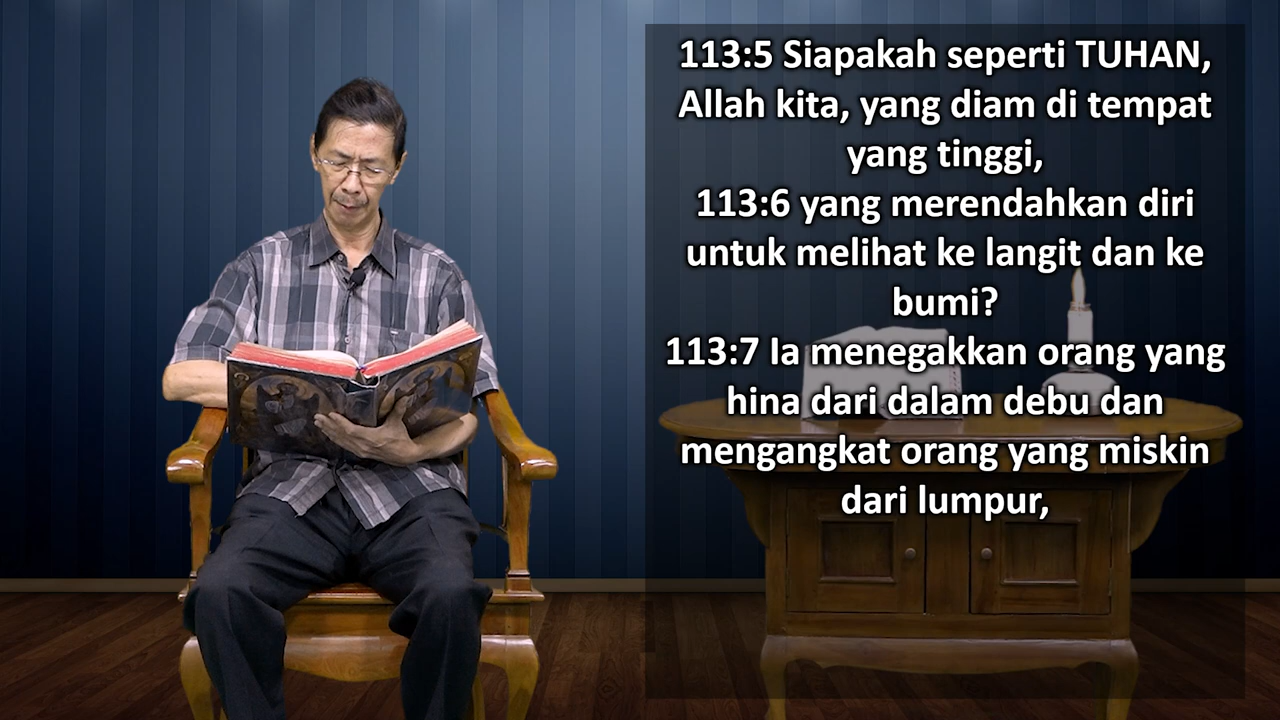 113:5 Siapakah seperti TUHAN,
Allah kita, yang diam di tempat
yang tinggi,
113:6 yang merendahkan diri
untuk melihat ke langit dan ke
bumi?
113:7 Ia menegakkan orang yang
hina dari dalam debu dan
mengangkat orang yang miskin
dari lumpur,